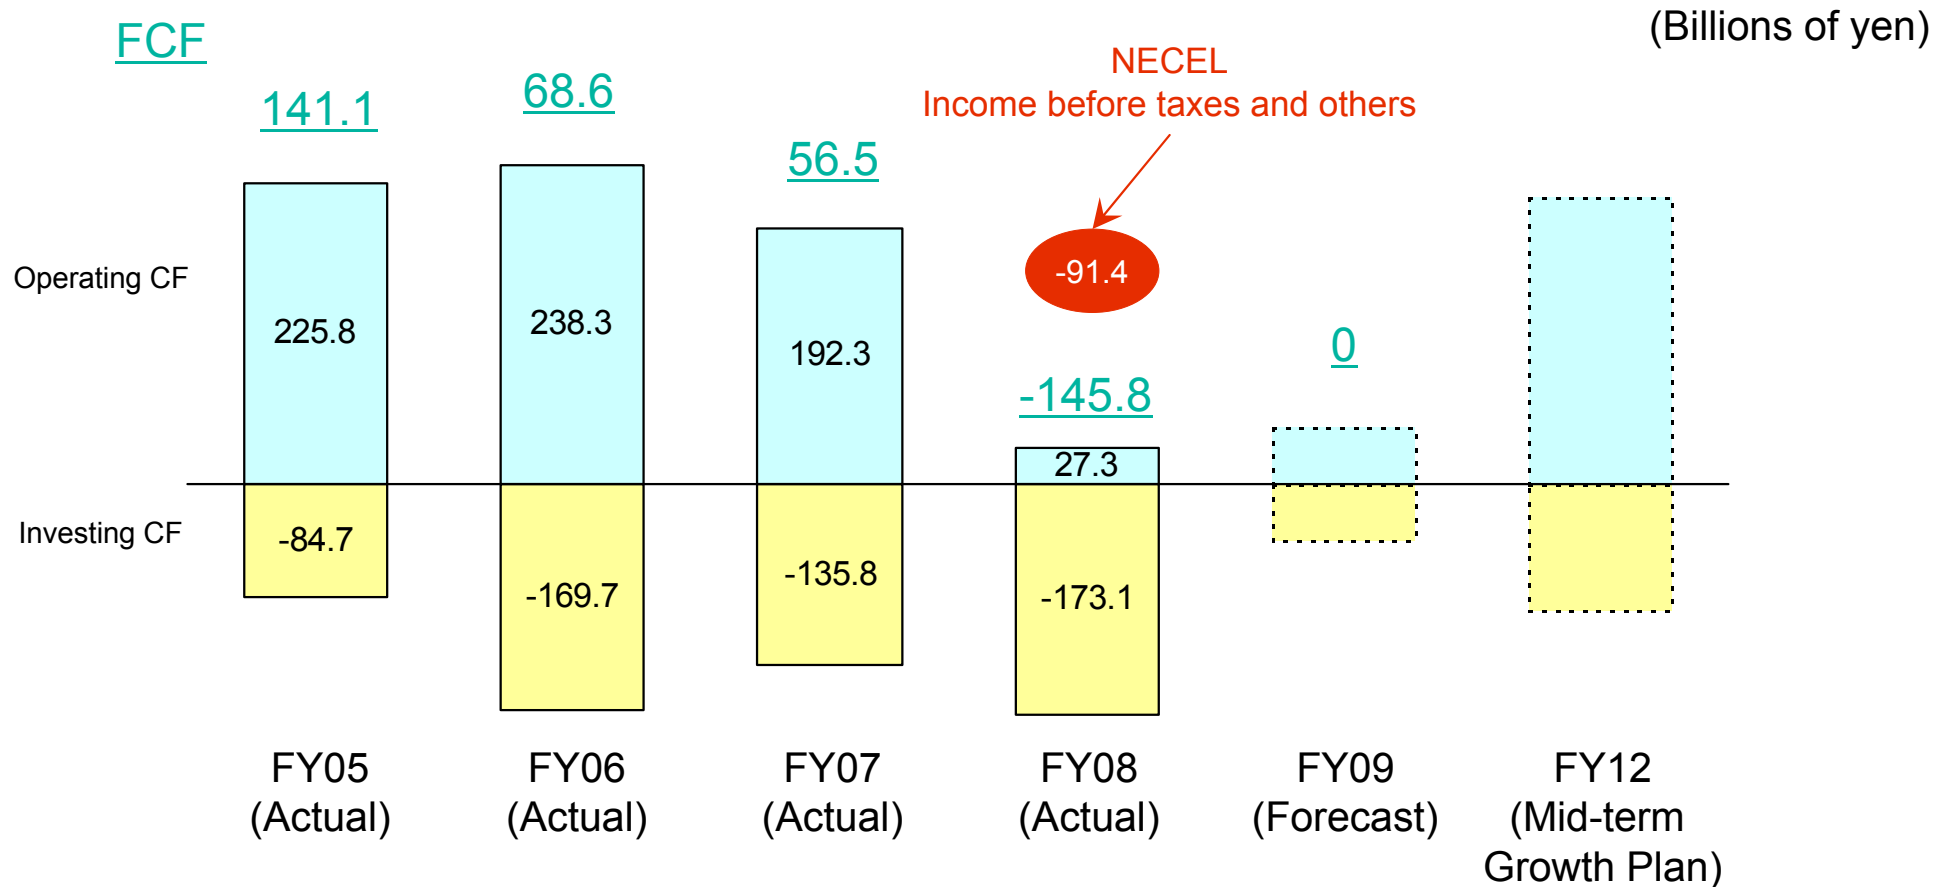 (Billions of yen)
FCF
NECEL
Income before taxes and others
141.1
68.6
56.5
-91.4
-145.8
0
Operating CF
225.8
238.3
192.3
27.3
Investing CF
-84.7
-169.7
-135.8
-173.1
FY05
(Actual)
FY06
(Actual)
FY07
(Actual)
FY08
(Actual)
FY09
(Forecast)
FY12
(Mid-term
Growth Plan)